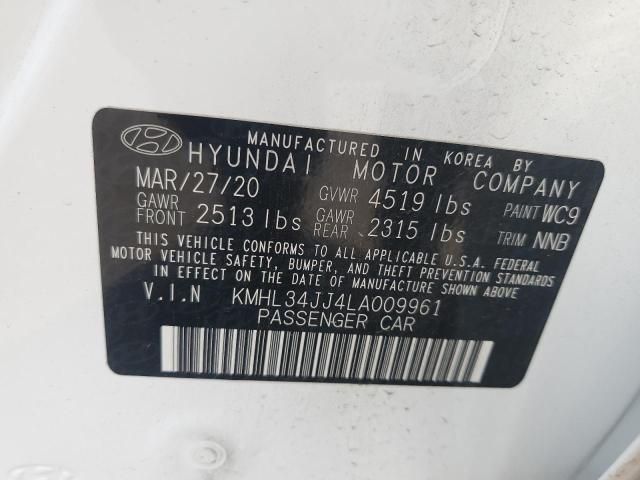 MANUFACTURED IN KOREA BY
HYUNDAI MOTOR COMPANY
MAR/27/20 GVWR 4519 lbs PAINT WC9
GAWR FRONT 2513 lbs GAWR REAR 2315 lbs TRIM NNB
THIS VEHICLE CONFORMS TO ALL APPLICABLE U.S.A. FEDERAL
MOTOR VEHICLE SAFETY, BUMPER, AND THEFT PREVENTION STANDARDS
IN EFFECT ON THE DATE OF MANUFACTURE SHOWN ABOVE.
V.I.N KMHL34JJ4LA009961
PASSENGER CAR